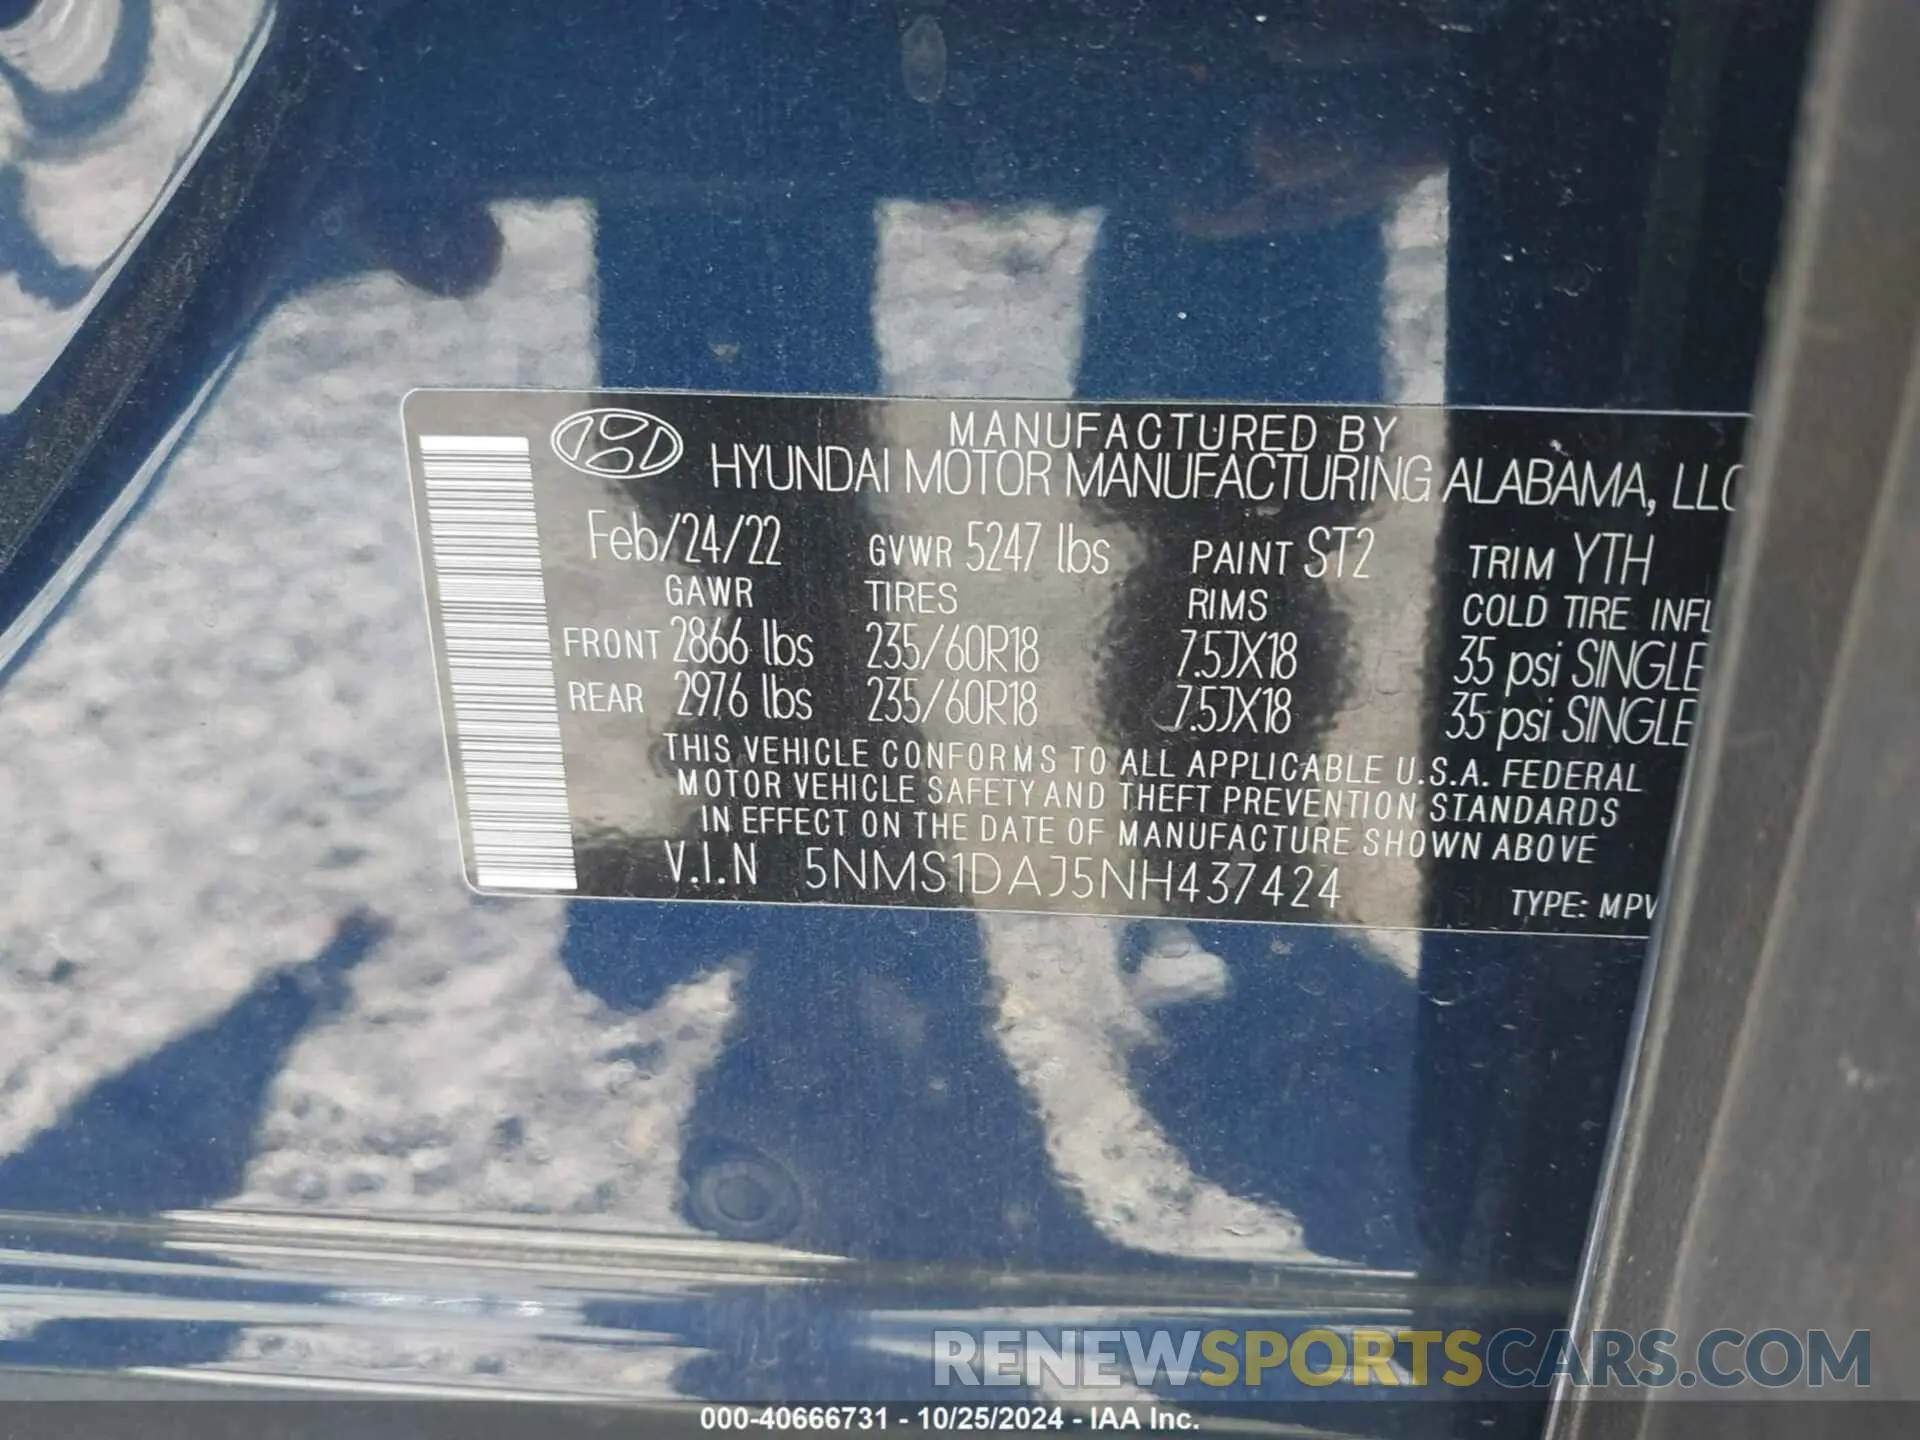 MANUFACTURED BY
HYUNDAI MOTOR MANUFACTURING ALABAMA, LLC
Feb/24/22 GVWR 5247 lbs PAINT ST2 TRIM YTH
GAWR TIRES RIMS COLD TIRE INFL
FRONT 2866 lbs 235/60R18 7.5JX18 35 psi SINGLE
REAR 2976 lbs 235/60R18 7.5JX18 35 psi SINGLE
THIS VEHICLE CONFORMS TO ALL APPLICABLE U.S.A. FEDERAL
MOTOR VEHICLE SAFETY AND THEFT PREVENTION STANDARDS
IN EFFECT ON THE DATE OF MANUFACTURE SHOWN ABOVE
V.I.N 5NMS1DAJ5NH437424
TYPE: MPV
RENEWSPORTSCARS.COM
000-40666731 - 10/25/2024 - IAA Inc.